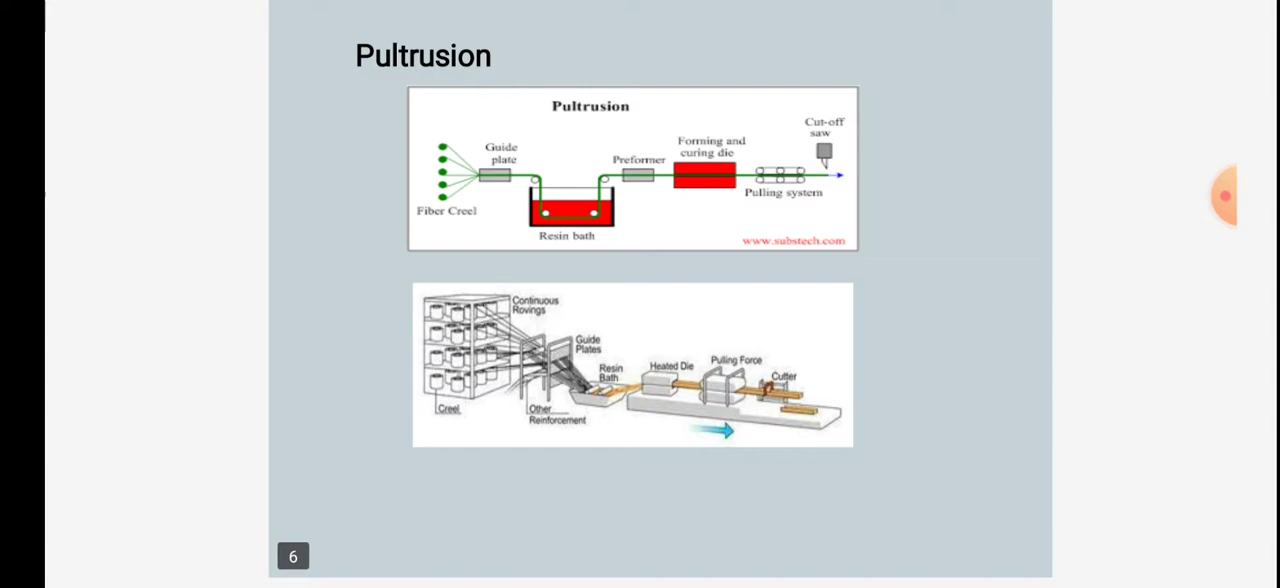 Pultrusion
Pultrusion
Cut-off
saw
Forming and
curing die
Guide
plate
Preformer
Pulling system
Fiber Creel
Resin bath
www.substech.com
Continuous
Rovings
Guide
Plates
Resin
Bath
Heated Die
Pulling Force
Cutter
Creel
Other
Reinforcement
6